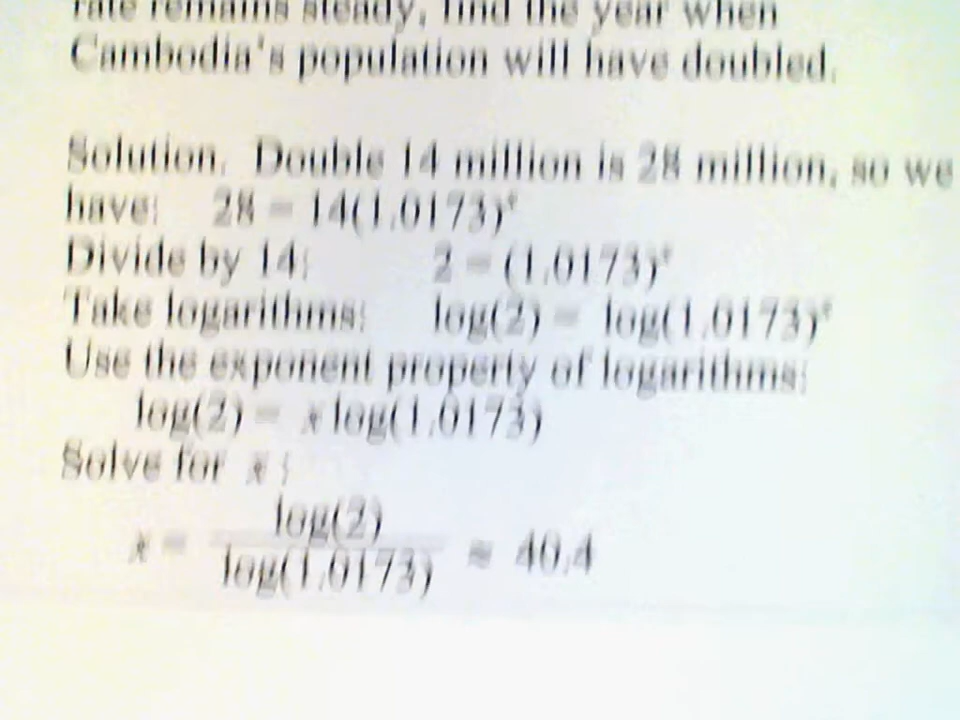 rate remains steady, find the year when
Cambodia's population will have doubled.
Solution. Double 14 million is 28 million, so we
have: 28 = 14(1.0173)^x
Divide by 14: 2 = (1.0173)^x
Take logarithms: log(2) = log(1.0173)^x
Use the exponent property of logarithms:
log(2) = x log(1.0173)
Solve for x :
x = log(2) / log(1.0173) ≈ 40.4